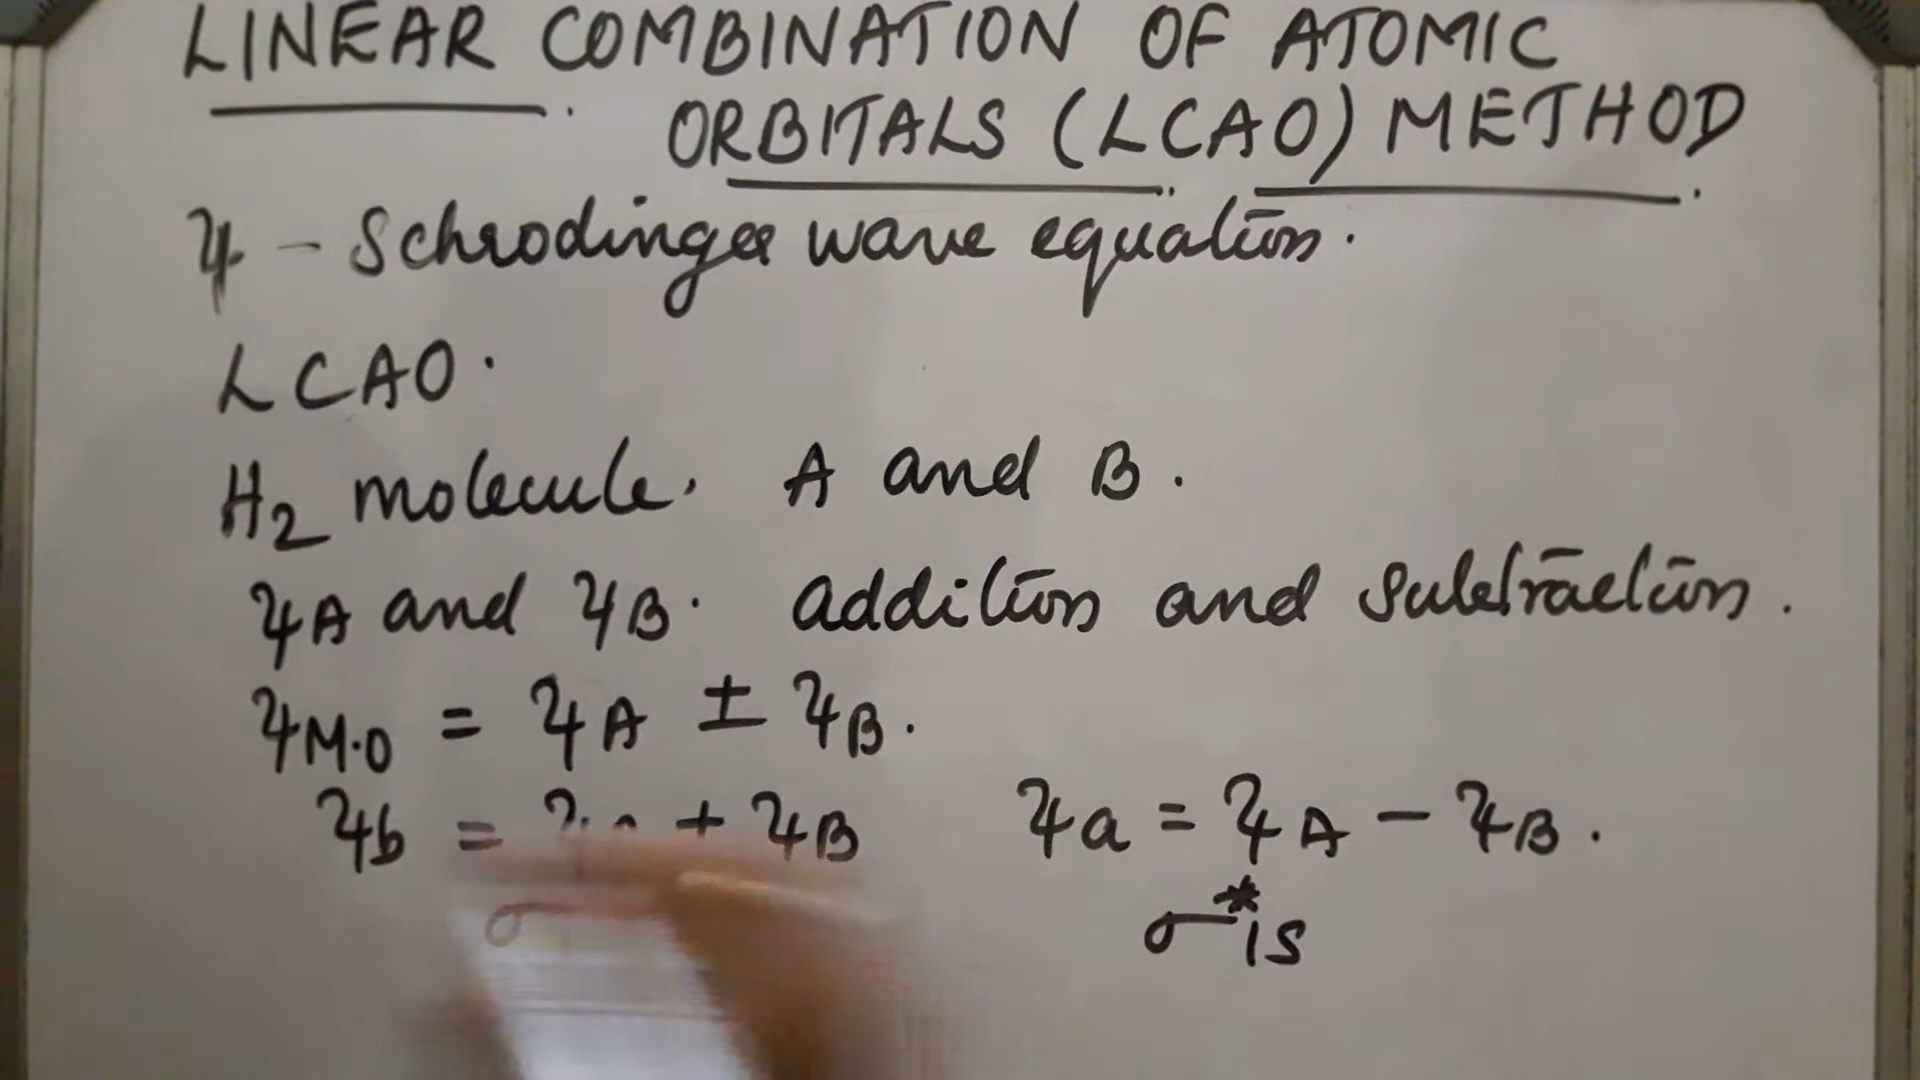 LINEAR COMBINATION OF ATOMIC
ORBITALS (LCAO) METHOD
Ψ - Schrodinger wave equation.
LCAO.
H₂ molecule. A and B.
ΨA and ΨB. addition and subtraction.
ΨM.O = ΨA ± ΨB.
Ψb = + ΨB Ψa = ΨA - ΨB.
σ σ*1s